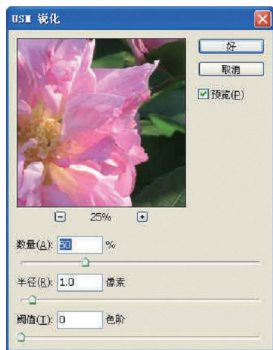 USM 锐化
好
取消
预览(P)
25%
数量(A): 50 %
半径(R): 1.0 像素
阈值(T): 0 色阶